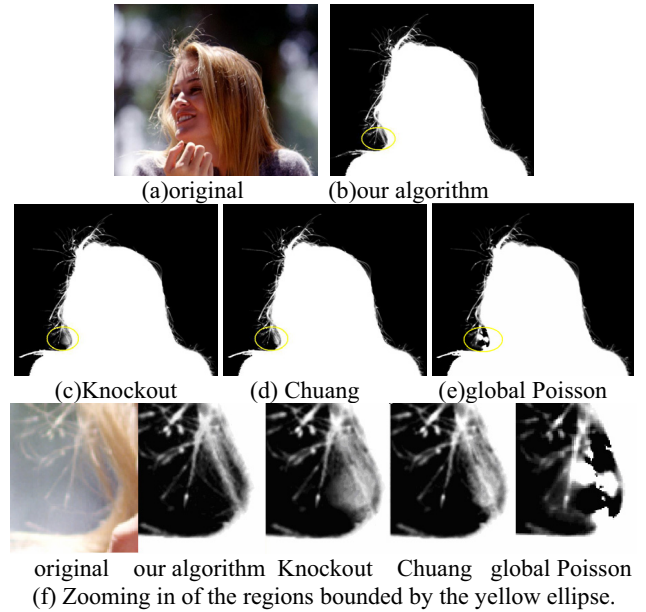 (a)original
(b)our algorithm
(c)Knockout
(d) Chuang
(e)global Poisson
original our algorithm Knockout Chuang global Poisson
(f) Zooming in of the regions bounded by the yellow ellipse.